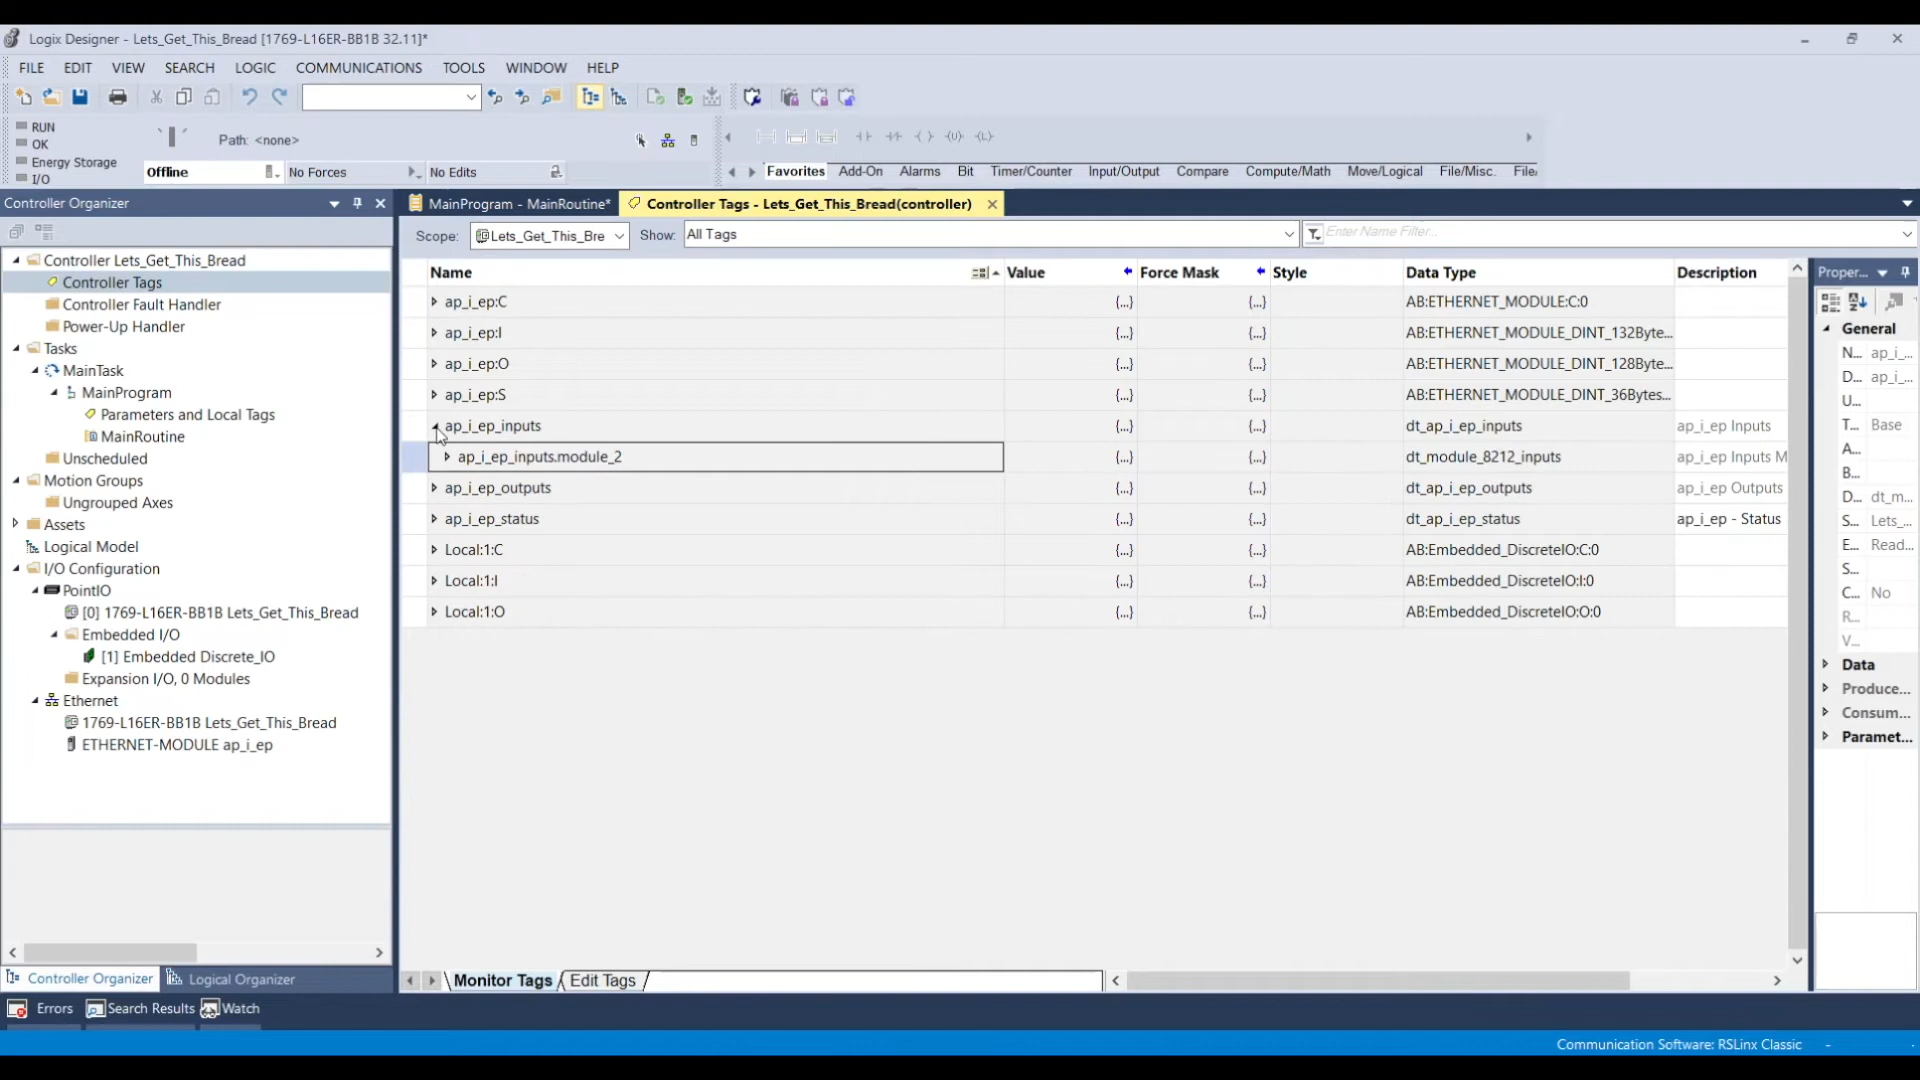 Logix Designer - Lets_Get_This_Bread [1769-L16ER-BB1B 32.11]*
FILE EDIT VIEW SEARCH LOGIC COMMUNICATIONS TOOLS WINDOW HELP
RUN
OK
Energy Storage
I/O
Path: <none>
Offline No Forces No Edits
Favorites Add-On Alarms Bit Timer/Counter Input/Output Compare Compute/Math Move/Logical File/Misc. File/
Controller Organizer
MainProgram - MainRoutine* Controller Tags - Lets_Get_This_Bread(controller)
Scope: Lets_Get_This_Bre Show: All Tags Enter Name Filter...
Controller Lets_Get_This_Bread
Controller Tags
Controller Fault Handler
Power-Up Handler
Tasks
MainTask
MainProgram
Parameters and Local Tags
MainRoutine
Unscheduled
Motion Groups
Ungrouped Axes
Assets
Logical Model
I/O Configuration
PointIO
[0] 1769-L16ER-BB1B Lets_Get_This_Bread
Embedded I/O
[1] Embedded Discrete_IO
Expansion I/O, 0 Modules
Ethernet
1769-L16ER-BB1B Lets_Get_This_Bread
ETHERNET-MODULE ap_i_ep
Name Value Force Mask Style Data Type Description
ap_i_ep:C {...} {...} AB:ETHERNET_MODULE:C:0
ap_i_ep:I {...} {...} AB:ETHERNET_MODULE_DINT_132Byte...
ap_i_ep:O {...} {...} AB:ETHERNET_MODULE_DINT_128Byte...
ap_i_ep:S {...} {...} AB:ETHERNET_MODULE_DINT_36Bytes...
ap_i_ep_inputs dt_ap_i_ep_inputs ap_i_ep Inputs
ap_i_ep_inputs.module_2 {...} {...} dt_module_8212_inputs ap_i_ep Inputs M
ap_i_ep_outputs {...} {...} dt_ap_i_ep_outputs ap_i_ep Outputs
ap_i_ep_status {...} {...} dt_ap_i_ep_status ap_i_ep - Status
Local:1:C {...} {...} AB:Embedded_DiscreteIO:C:0
Local:1:I {...} {...} AB:Embedded_DiscreteIO:I:0
Local:1:O {...} {...} AB:Embedded_DiscreteIO:O:0
Proper...
General
N... ap_i_...
D... ap_i_...
U...
T... Base
A...
B...
D... dt_m...
S... Lets_...
E... Read...
S...
C... No
R...
V...
Data
Produce...
Consum...
Paramet...
Controller Organizer Logical Organizer
Monitor Tags Edit Tags
Errors Search Results Watch
Communication Software: RSLinx Classic